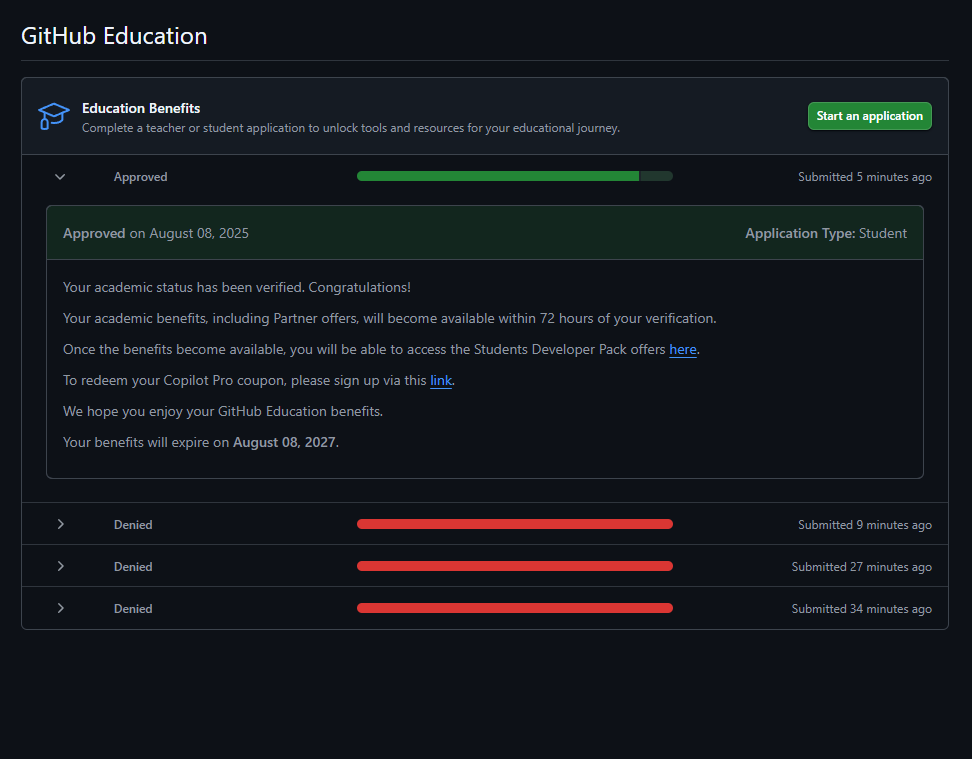 GitHub Education
Education Benefits
Complete a teacher or student application to unlock tools and resources for your educational journey.
Start an application
Approved
Submitted 5 minutes ago
Approved on August 08, 2025
Application Type: Student
Your academic status has been verified. Congratulations!
Your academic benefits, including Partner offers, will become available within 72 hours of your verification.
Once the benefits become available, you will be able to access the Students Developer Pack offers here.
To redeem your Copilot Pro coupon, please sign up via this link.
We hope you enjoy your GitHub Education benefits.
Your benefits will expire on August 08, 2027.
Denied
Submitted 9 minutes ago
Denied
Submitted 27 minutes ago
Denied
Submitted 34 minutes ago